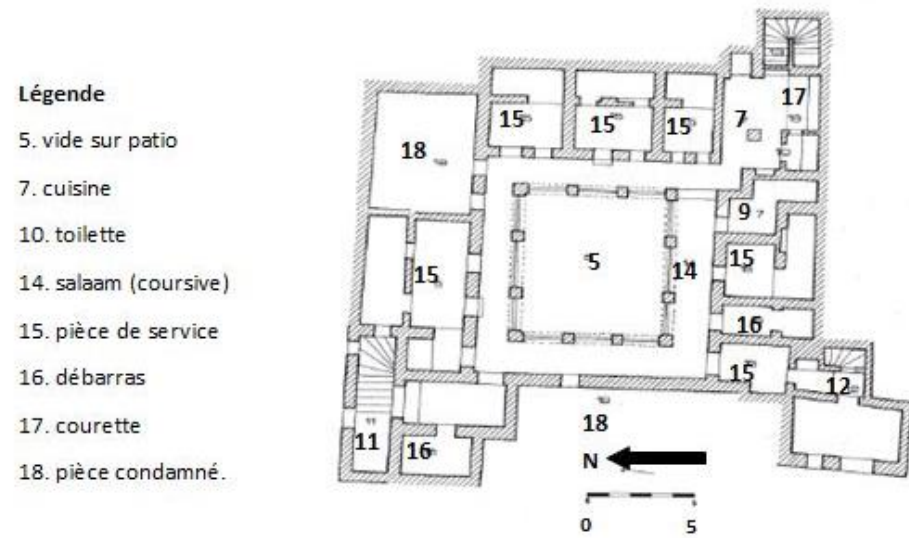 Légende
5. vide sur patio
7. cuisine
10. toilette
14. salaam (coursive)
15. pièce de service
16. débarras
17. courette
18. pièce condamné.
17
15
15
15
7
18
9
5
14
15
15
16
15
12
18
11
16
N
0
5